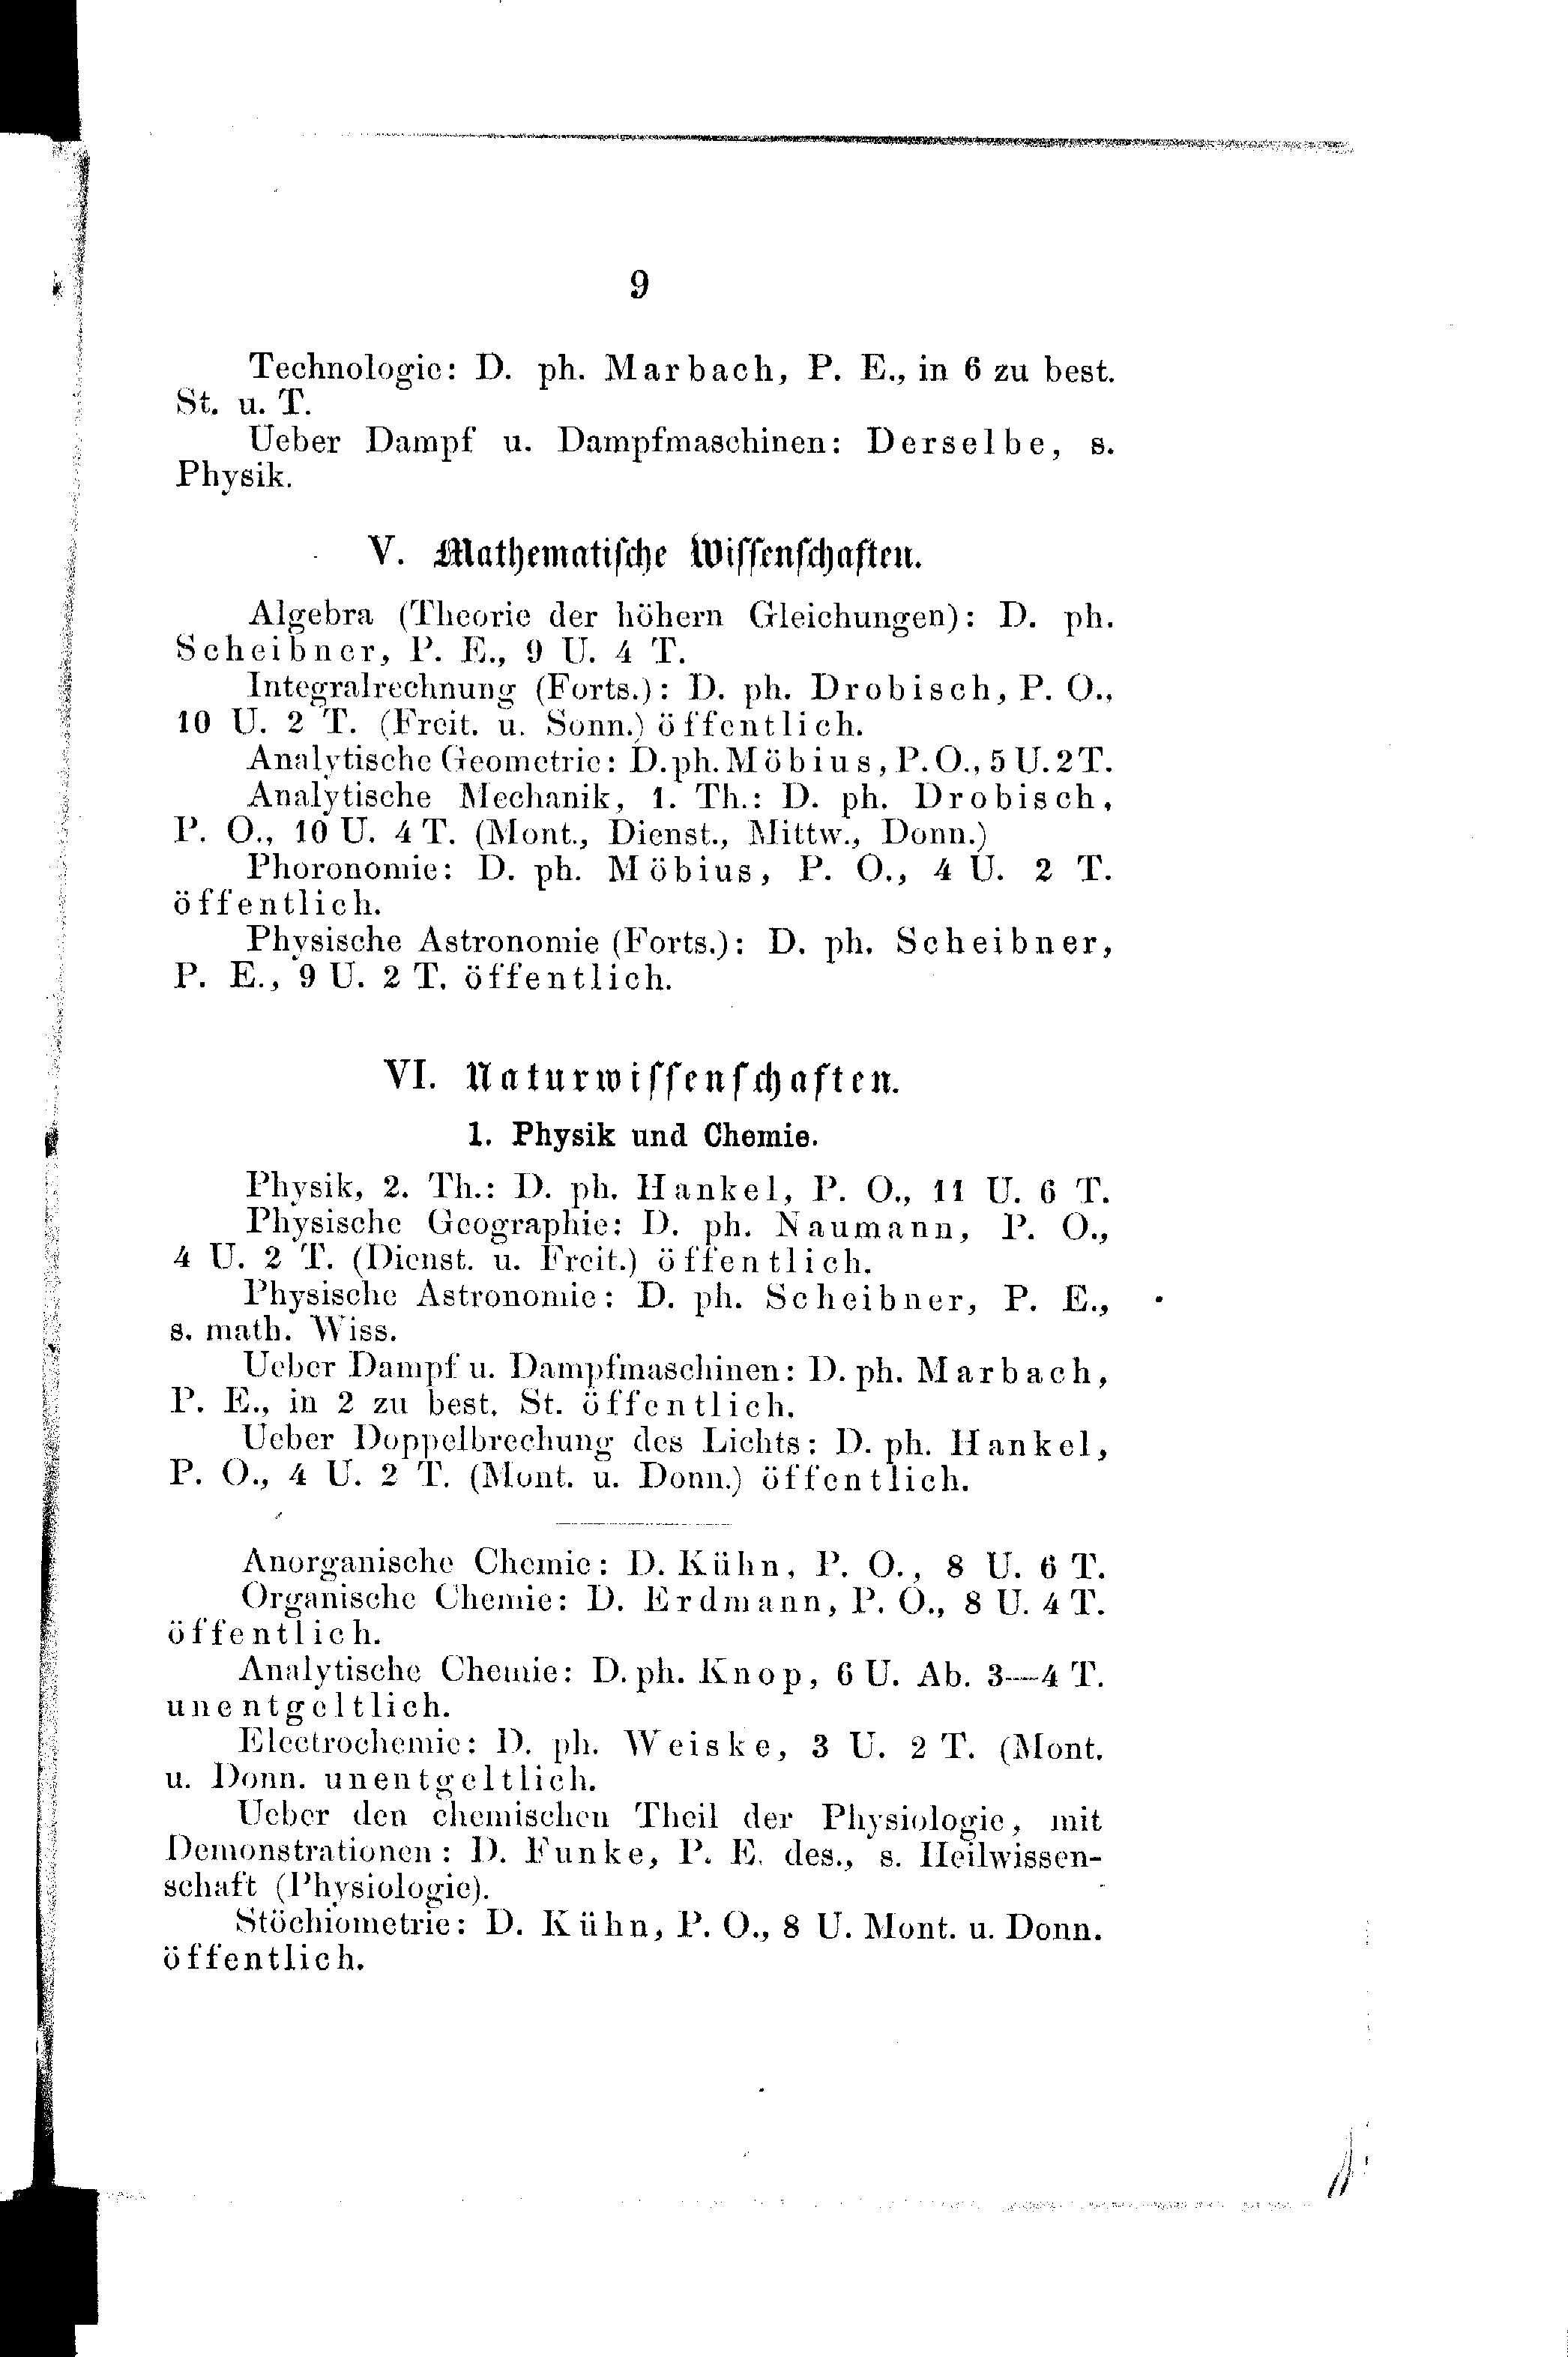 9
Technologie: D. ph. Marbach, P. E., in 6 zu best.
St. u. T.
Ueber Dampf u. Dampfmaschinen: Derselbe, s.
Physik.
V. Mathematische Wissenschaften.
Algebra (Theorie der höhern Gleichungen): D. ph.
Scheibner, P. E., 9 U. 4 T.
Integralrechnung (Forts.): D. ph. Drobisch, P. O.,
10 U. 2 T. (Freit. u. Sonn.) öffentlich.
Analytische Geometrie: D. ph. Möbius, P. O., 5 U. 2 T.
Analytische Mechanik, 1. Th.: D. ph. Drobisch,
P. O., 10 U. 4 T. (Mont., Dienst., Mittw., Donn.)
Phoronomie: D. ph. Möbius, P. O., 4 U. 2 T.
öffentlich.
Physische Astronomie (Forts.): D. ph. Scheibner,
P. E., 9 U. 2 T. öffentlich.
VI. Naturwissenschaften.
1. Physik und Chemie.
Physik, 2. Th.: D. ph. Hankel, P. O., 11 U. 6 T.
Physische Geographie: D. ph. Naumann, P. O.,
4 U. 2 T. (Dienst. u. Freit.) öffentlich.
Physische Astronomie: D. ph. Scheibner, P. E.,
s. math. Wiss.
Ueber Dampf u. Dampfmaschinen: D. ph. Marbach,
P. E., in 2 zu best. St. öffentlich.
Ueber Doppelbrechung des Lichts: D. ph. Hankel,
P. O., 4 U. 2 T. (Mont. u. Donn.) öffentlich.
Anorganische Chemie: D. Kühn, P. O., 8 U. 6 T.
Organische Chemie: D. Erdmann, P. O., 8 U. 4 T.
öffentlich.
Analytische Chemie: D. ph. Knop, 6 U. Ab. 3—4 T.
unentgeltlich.
Electrochemie: D. ph. Weiske, 3 U. 2 T. (Mont.
u. Donn. unentgeltlich.
Ueber den chemischen Theil der Physiologie, mit
Demonstrationen: D. Funke, P. E. des., s. Heilwissen-
schaft (Physiologie).
Stöchiometrie: D. Kühn, P. O., 8 U. Mont. u. Donn.
öffentlich.